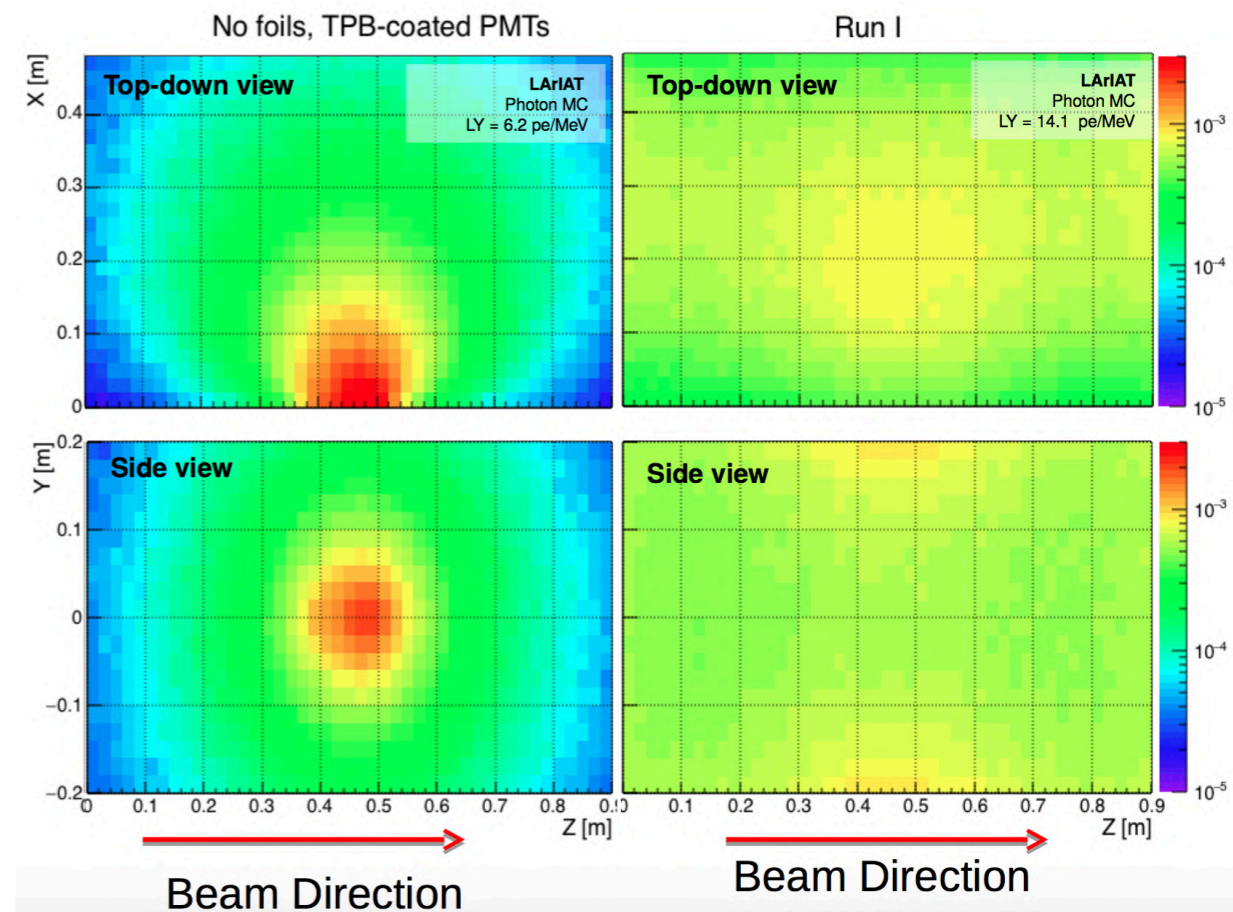 No foils, TPB-coated PMTs
Run I
X [m]
Top-down view
LArIAT
Photon MC
LY = 6.2 pe/MeV
0.4
0.3
0.2
0.1
0
Top-down view
LArIAT
Photon MC
LY = 14.1 pe/MeV
10⁻³
10⁻⁴
10⁻⁵
Y [m]
Side view
0.2
0.1
0
−0.1
−0.2
0 0.1 0.2 0.3 0.4 0.5 0.6 0.7 0.8
Z [m]
Side view
0.1 0.2 0.3 0.4 0.5 0.6 0.7 0.8 0.9
Z [m]
10⁻³
10⁻⁴
10⁻⁵
Beam Direction
Beam Direction